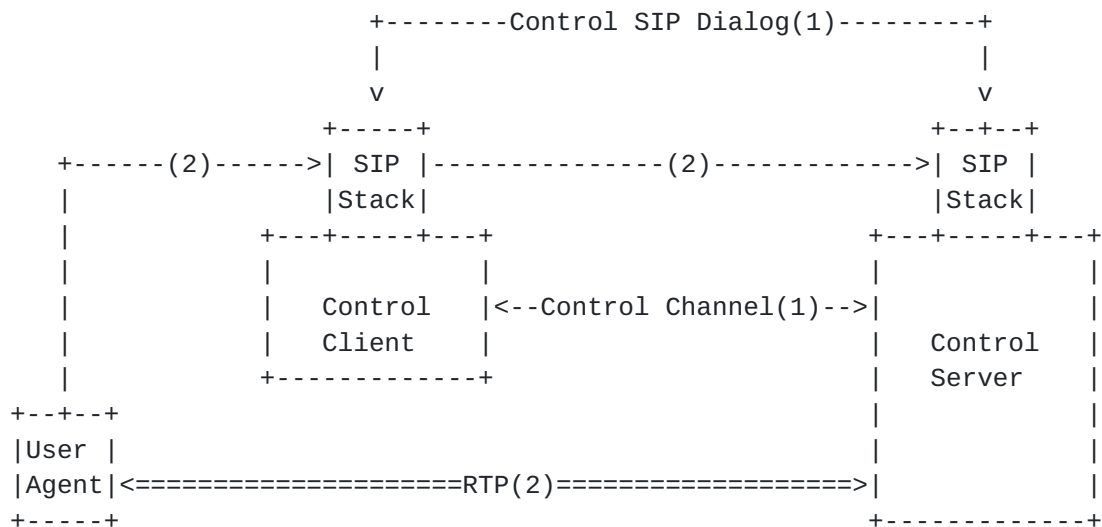 Control SIP Dialog(1)
(2) SIP (2) SIP
Stack Stack
Control <--Control Channel(1)-->
Client Control
Server
User
Agent RTP(2)